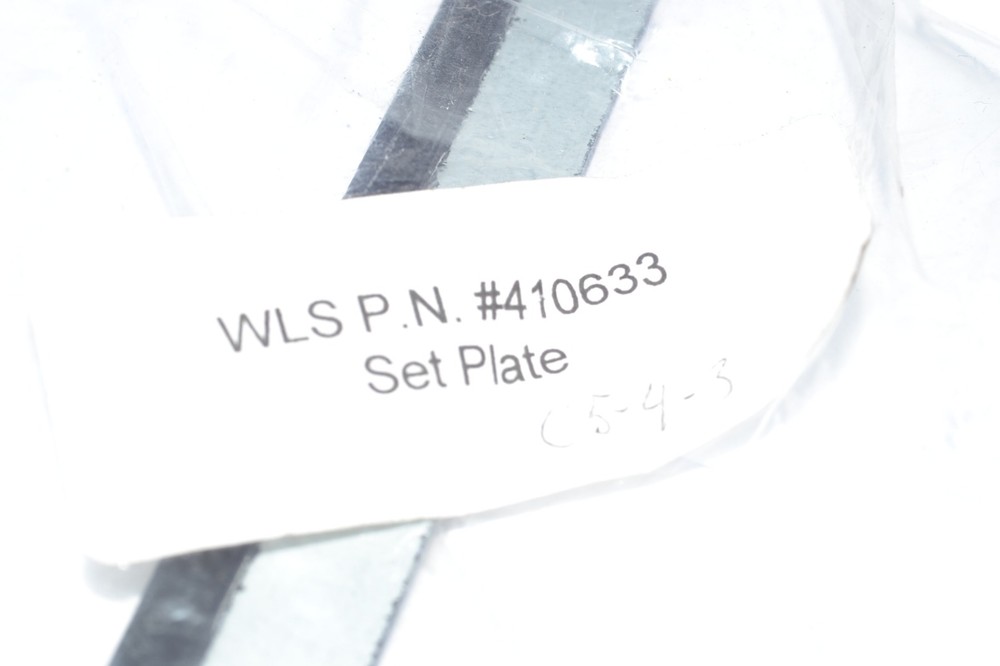 WLS P.N. #410633
Set Plate
C5-4-3